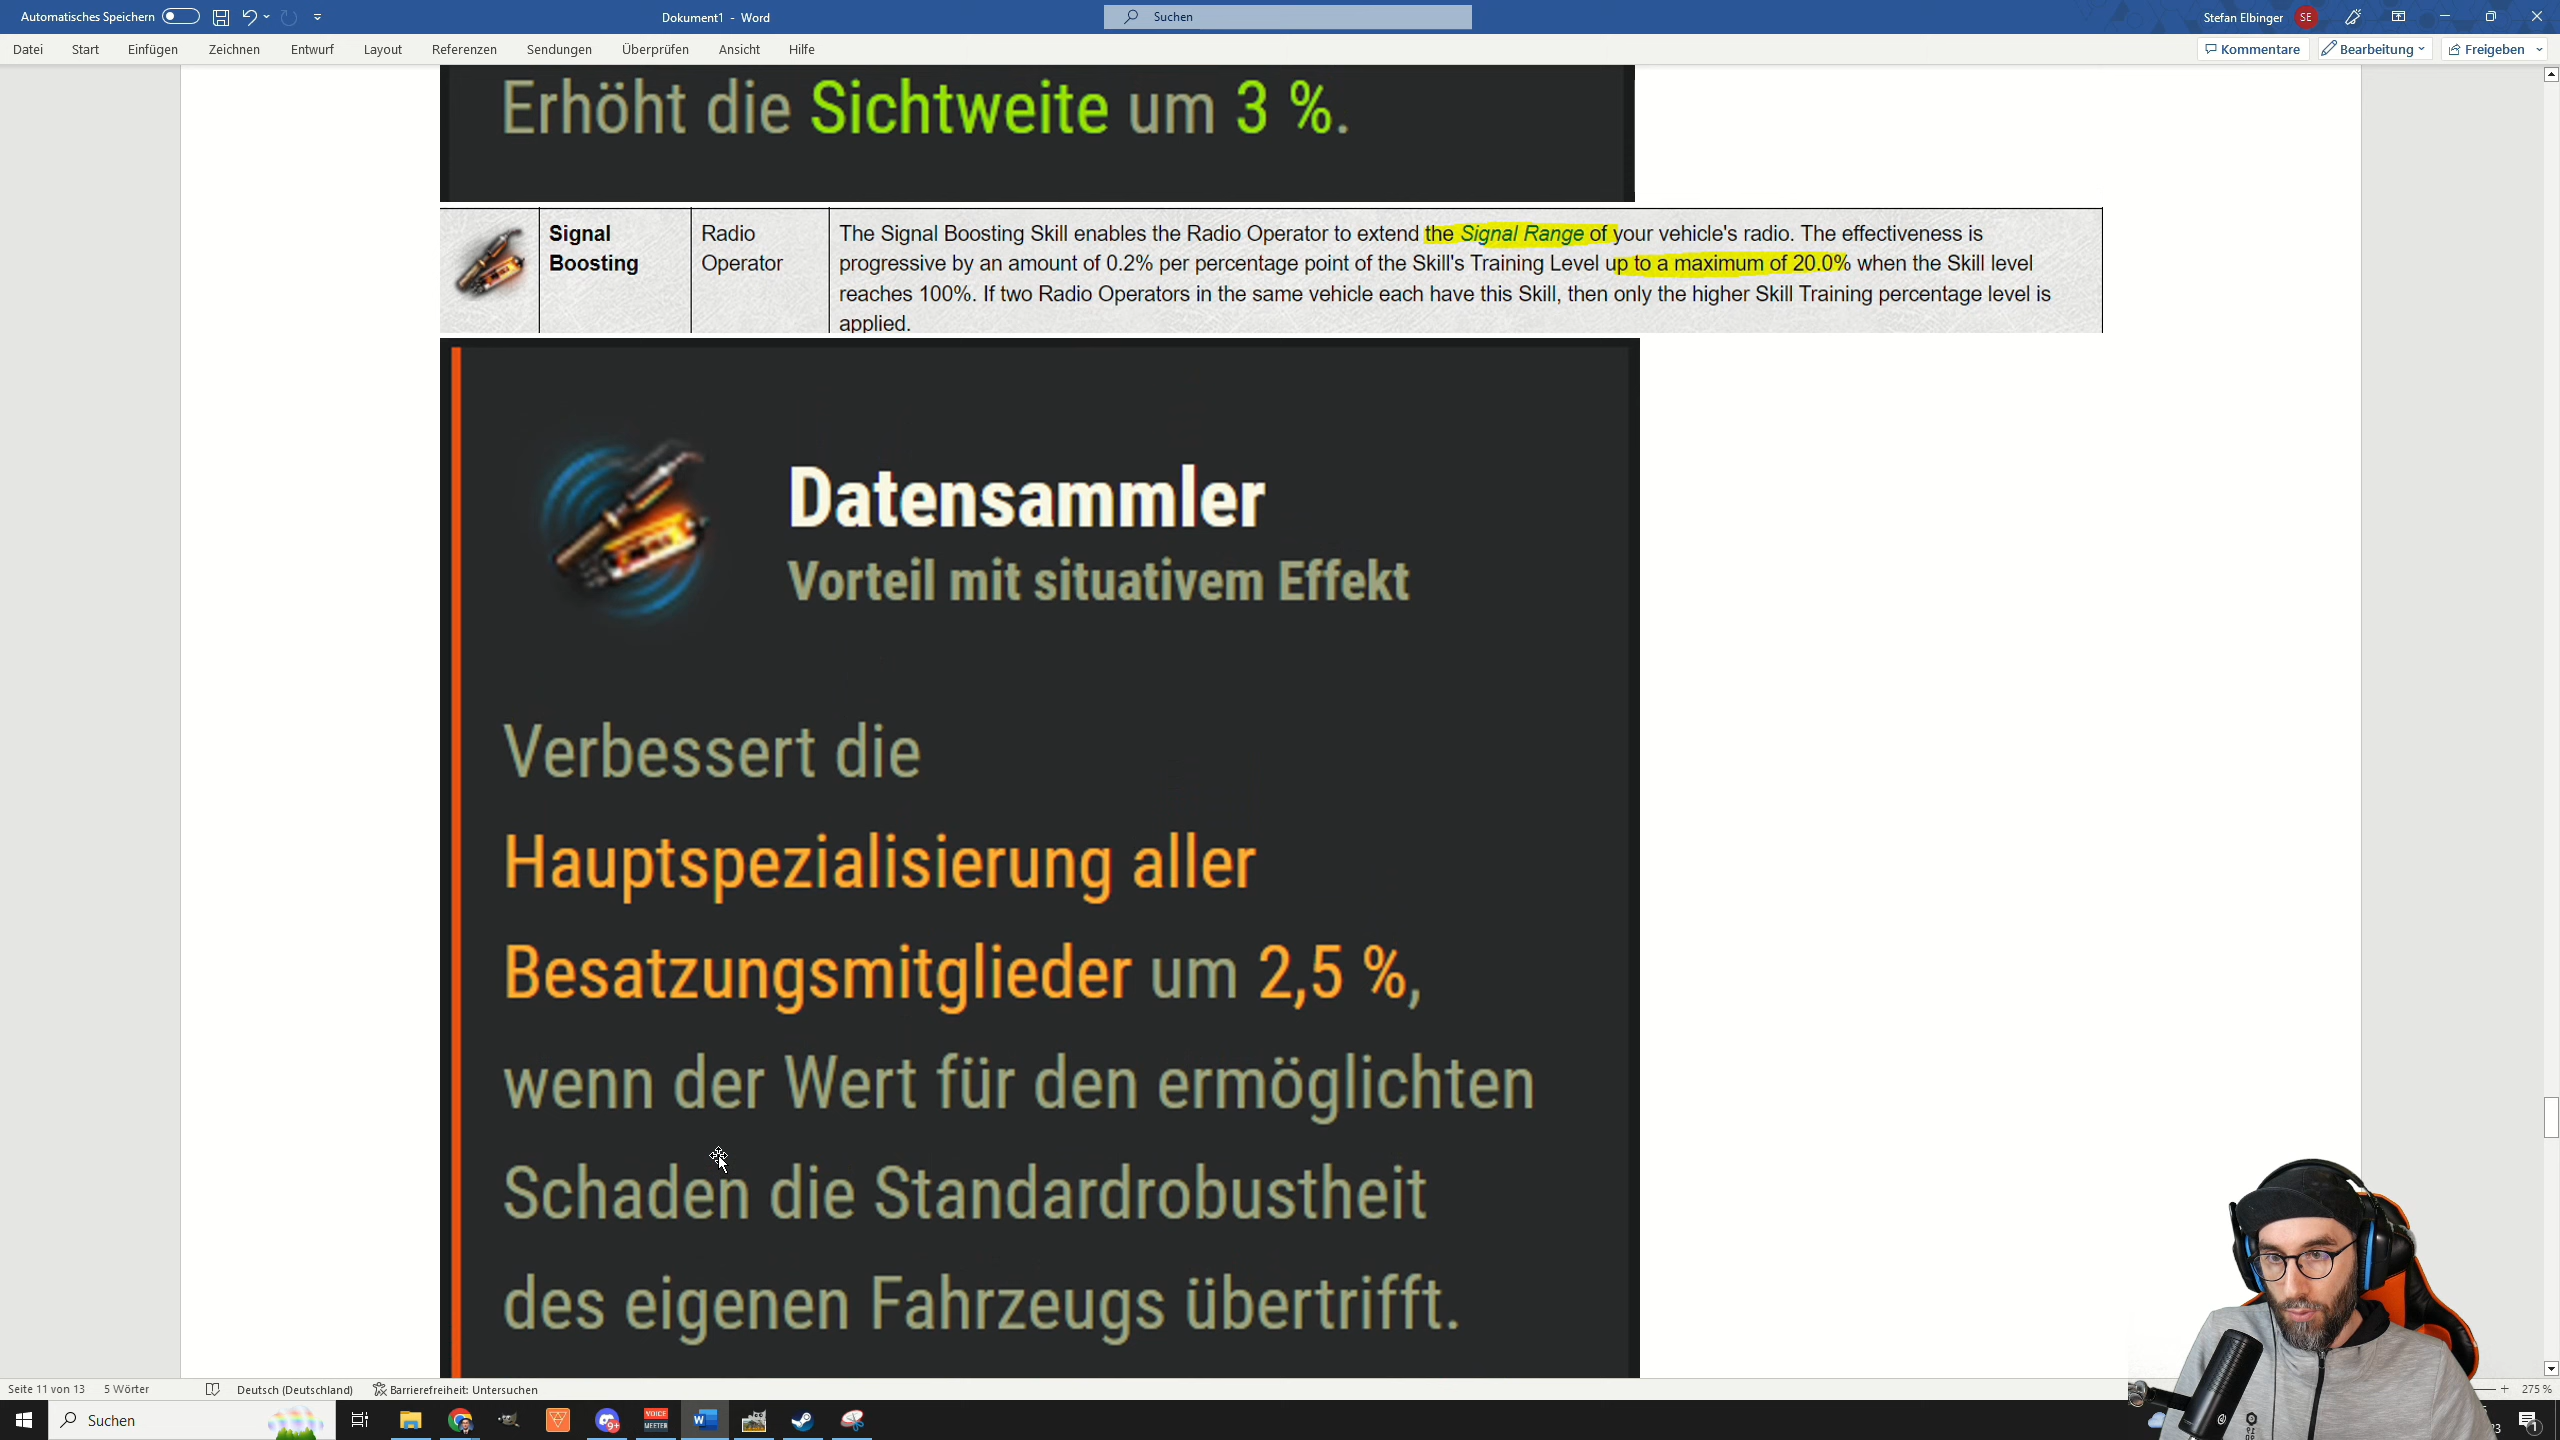 Automatisches Speichern
Dokument1 - Word
Suchen
Stefan Elbinger
SE
Datei Start Einfügen Zeichnen Entwurf Layout Referenzen Sendungen Überprüfen Ansicht Hilfe
Kommentare Bearbeitung Freigeben
Erhöht die Sichtweite um 3 %.
Signal
Boosting
Radio
Operator
The Signal Boosting Skill enables the Radio Operator to extend the Signal Range of your vehicle's radio. The effectiveness is
progressive by an amount of 0.2% per percentage point of the Skill's Training Level up to a maximum of 20.0% when the Skill level
reaches 100%. If two Radio Operators in the same vehicle each have this Skill, then only the higher Skill Training percentage level is
applied.
Datensammler
Vorteil mit situativem Effekt
Verbessert die
Hauptspezialisierung aller
Besatzungsmitglieder um 2,5 %,
wenn der Wert für den ermöglichten
Schaden die Standardrobustheit
des eigenen Fahrzeugs übertrifft.
Seite 11 von 13 5 Wörter Deutsch (Deutschland) Barrierefreiheit: Untersuchen
275 %
Suchen
9+
VOICE
MEETER
1